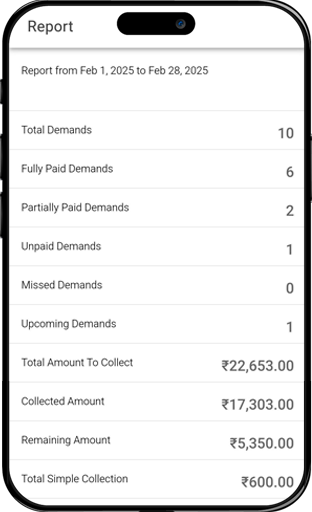 Report
Report from Feb 1, 2025 to Feb 28, 2025
Total Demands 10
Fully Paid Demands 6
Partially Paid Demands 2
Unpaid Demands 1
Missed Demands 0
Upcoming Demands 1
Total Amount To Collect ₹22,653.00
Collected Amount ₹17,303.00
Remaining Amount ₹5,350.00
Total Simple Collection ₹600.00